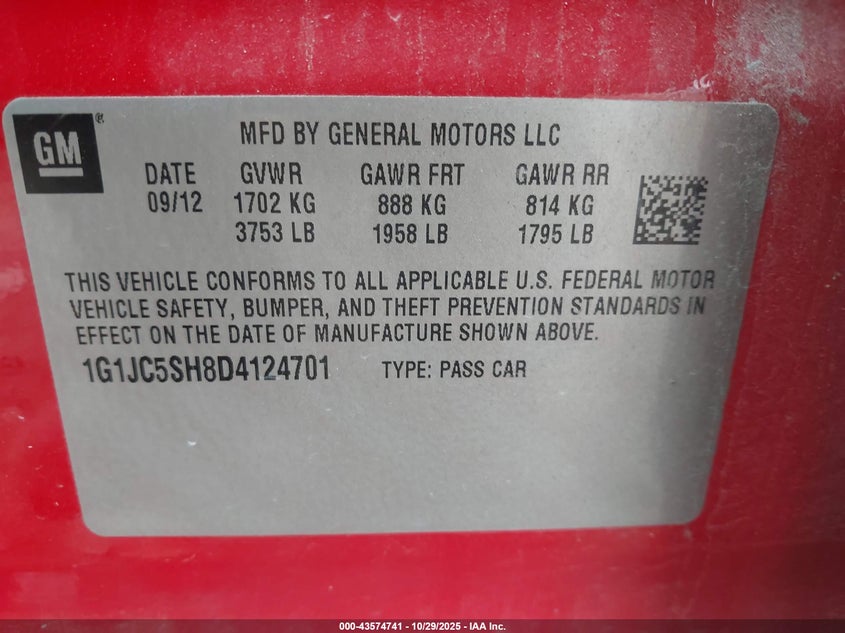 GM®
MFD BY GENERAL MOTORS LLC
DATE GVWR GAWR FRT GAWR RR
09/12 1702 KG 888 KG 814 KG
3753 LB 1958 LB 1795 LB
THIS VEHICLE CONFORMS TO ALL APPLICABLE U.S. FEDERAL MOTOR
VEHICLE SAFETY, BUMPER, AND THEFT PREVENTION STANDARDS IN
EFFECT ON THE DATE OF MANUFACTURE SHOWN ABOVE.
1G1JC5SH8D4124701 TYPE: PASS CAR
000-43574741 - 10/29/2025 - IAA Inc.